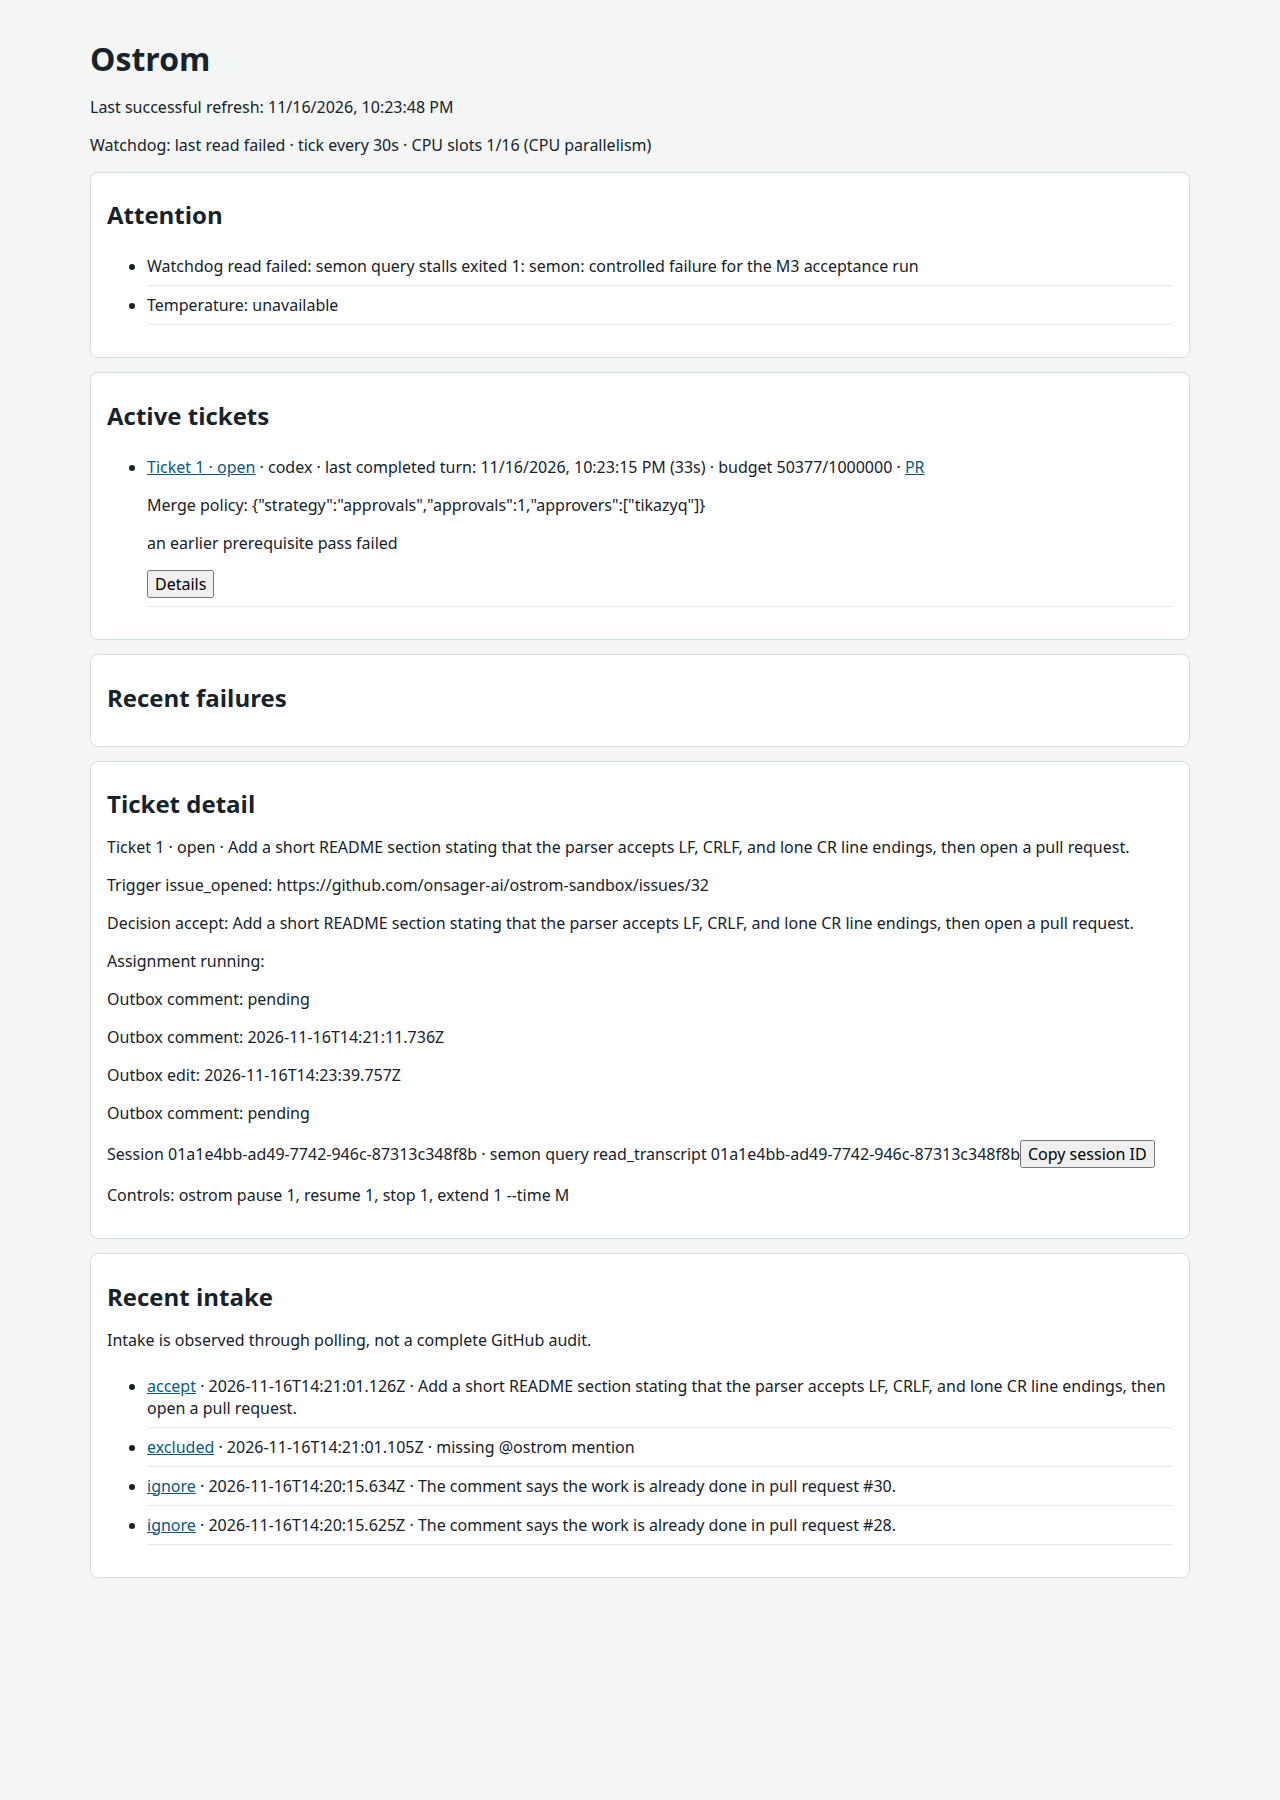 Ostrom
Last successful refresh: 11/16/2026, 10:23:48 PM
Watchdog: last read failed · tick every 30s · CPU slots 1/16 (CPU parallelism)
Attention
Watchdog read failed: semon query stalls exited 1: semon: controlled failure for the M3 acceptance run
Temperature: unavailable
Active tickets
Ticket 1 · open · codex · last completed turn: 11/16/2026, 10:23:15 PM (33s) · budget 50377/1000000 · PR
Merge policy: {"strategy":"approvals","approvals":1,"approvers":["tikazyq"]}
an earlier prerequisite pass failed
Details
Recent failures
Ticket detail
Ticket 1 · open · Add a short README section stating that the parser accepts LF, CRLF, and lone CR line endings, then open a pull request.
Trigger issue_opened: https://github.com/onsager-ai/ostrom-sandbox/issues/32
Decision accept: Add a short README section stating that the parser accepts LF, CRLF, and lone CR line endings, then open a pull request.
Assignment running:
Outbox comment: pending
Outbox comment: 2026-11-16T14:21:11.736Z
Outbox edit: 2026-11-16T14:23:39.757Z
Outbox comment: pending
Session 01a1e4bb-ad49-7742-946c-87313c348f8b · semon query read_transcript 01a1e4bb-ad49-7742-946c-87313c348f8b Copy session ID
Controls: ostrom pause 1, resume 1, stop 1, extend 1 --time M
Recent intake
Intake is observed through polling, not a complete GitHub audit.
accept · 2026-11-16T14:21:01.126Z · Add a short README section stating that the parser accepts LF, CRLF, and lone CR line endings, then
open a pull request.
excluded · 2026-11-16T14:21:01.105Z · missing @ostrom mention
ignore · 2026-11-16T14:20:15.634Z · The comment says the work is already done in pull request #30.
ignore · 2026-11-16T14:20:15.625Z · The comment says the work is already done in pull request #28.